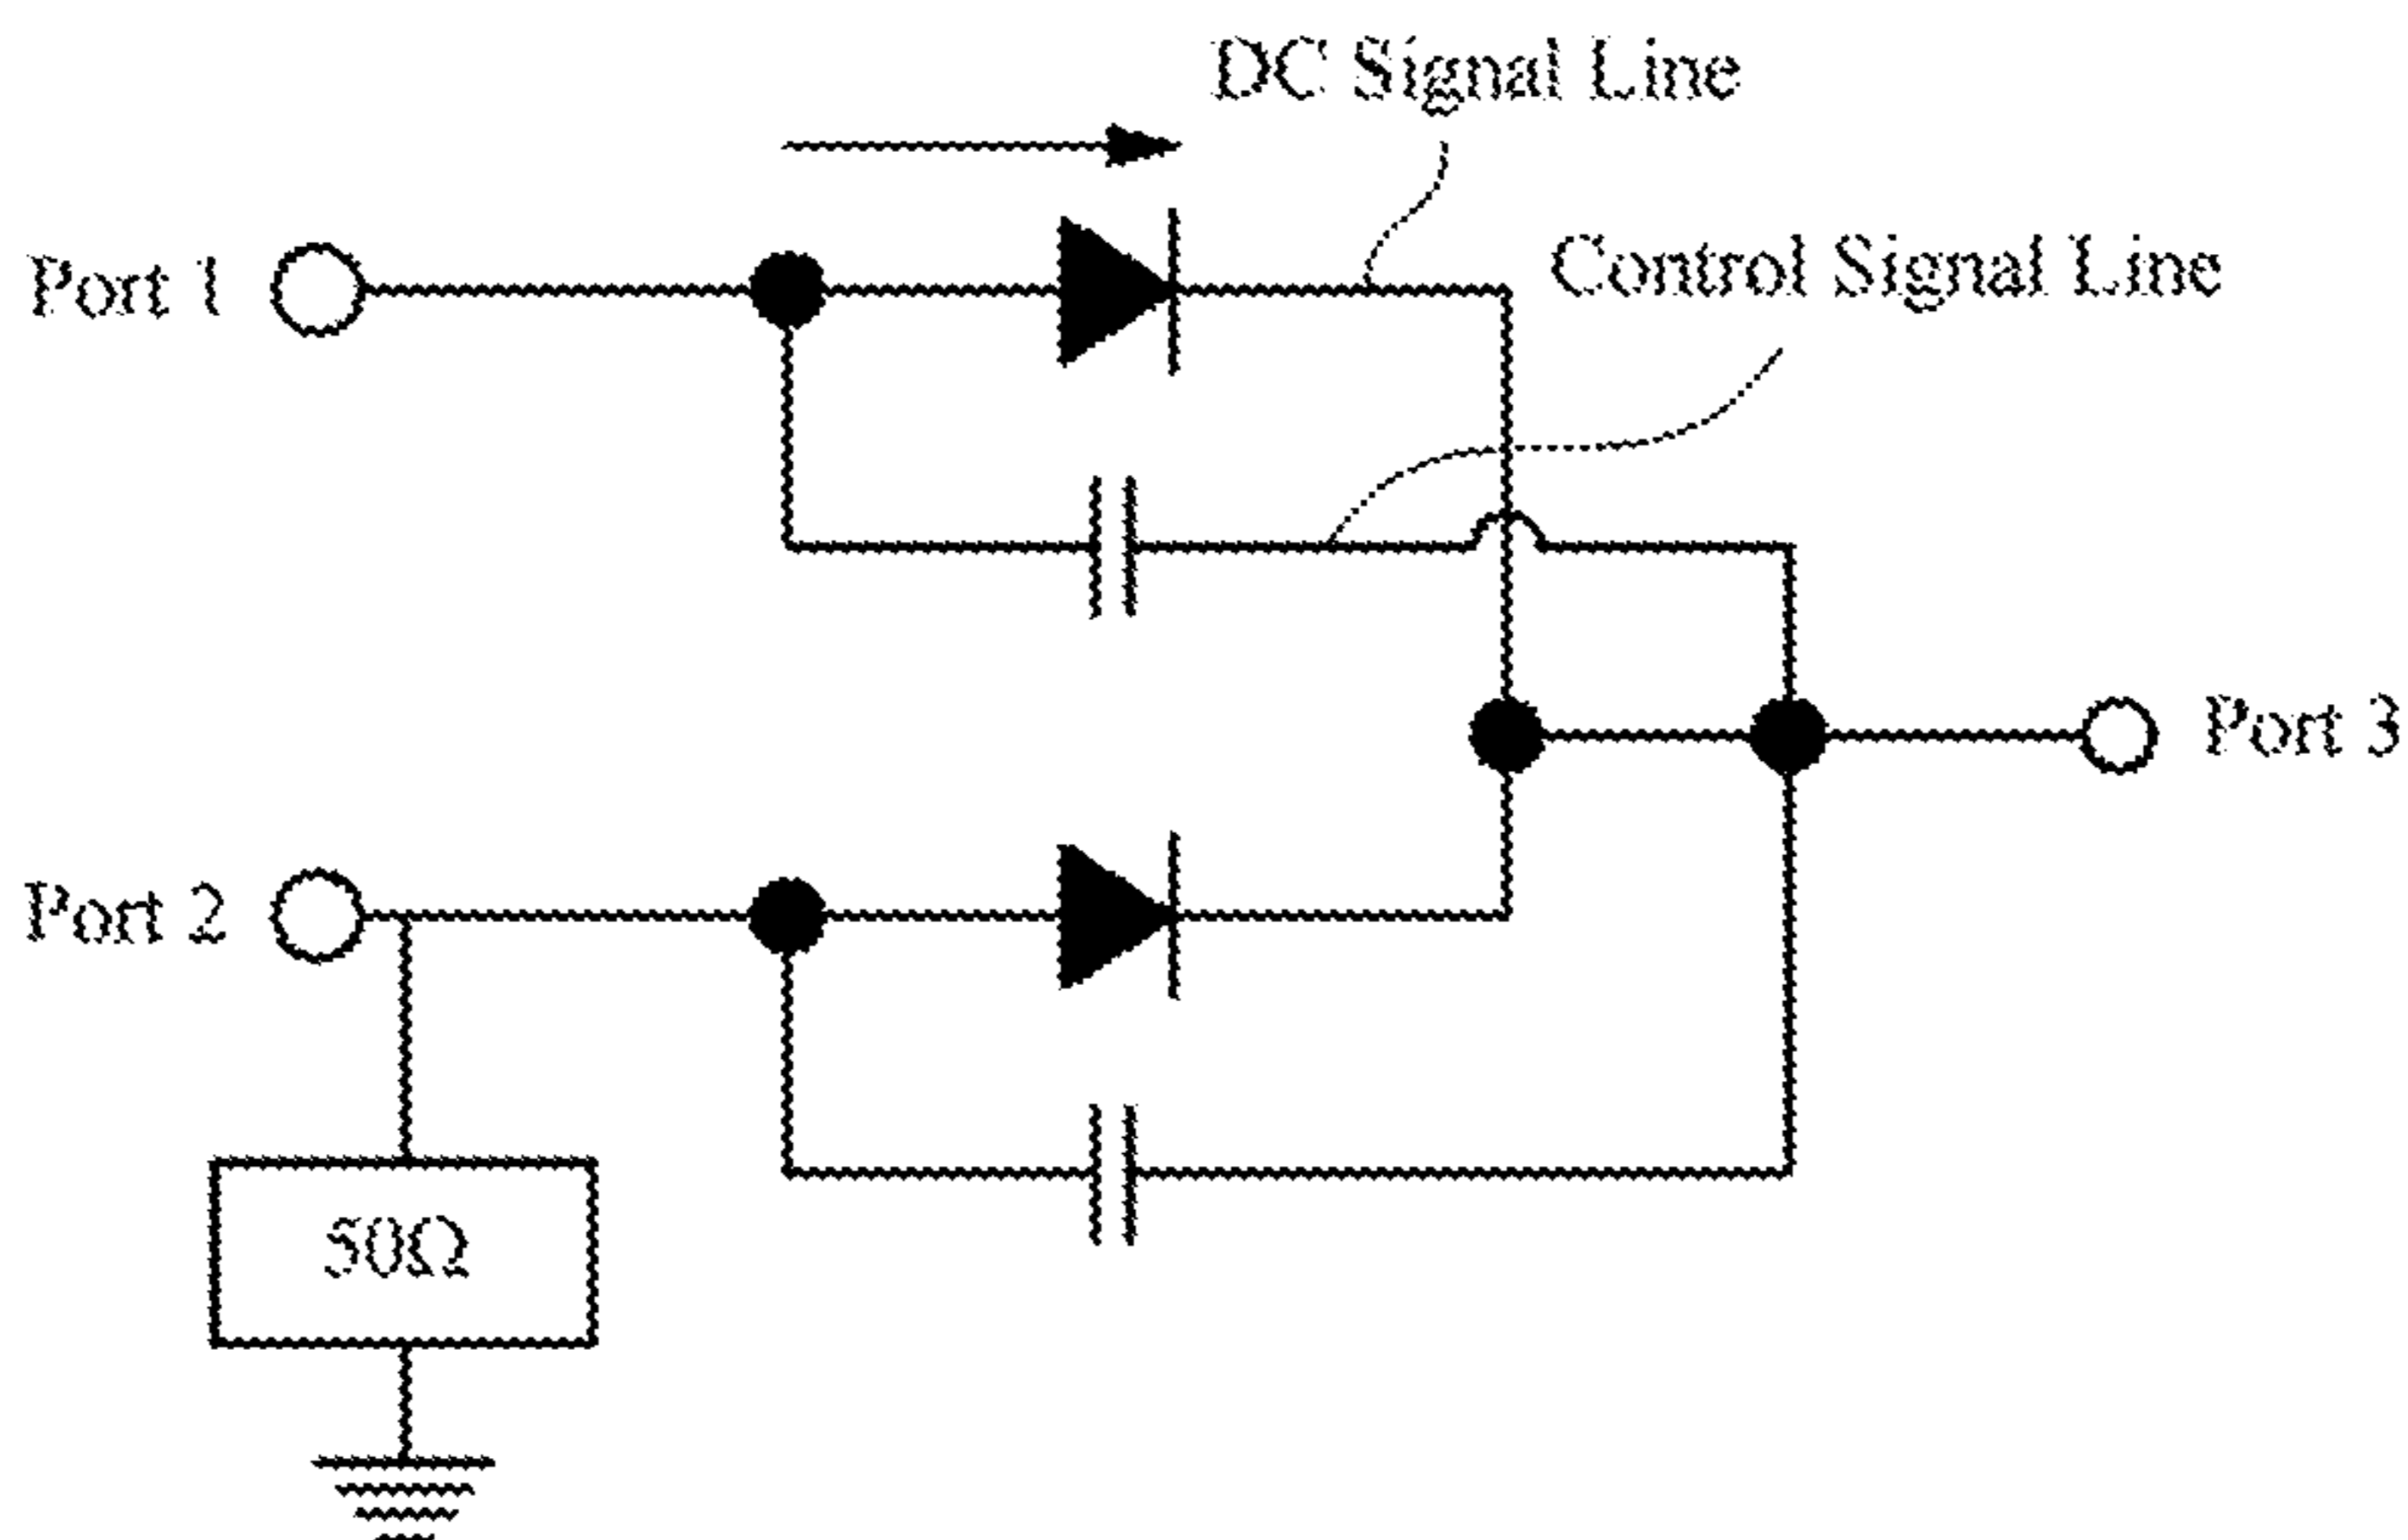 DC Signal Line
Port 1
Control Signal Line
Port 3
Port 2
50Ω